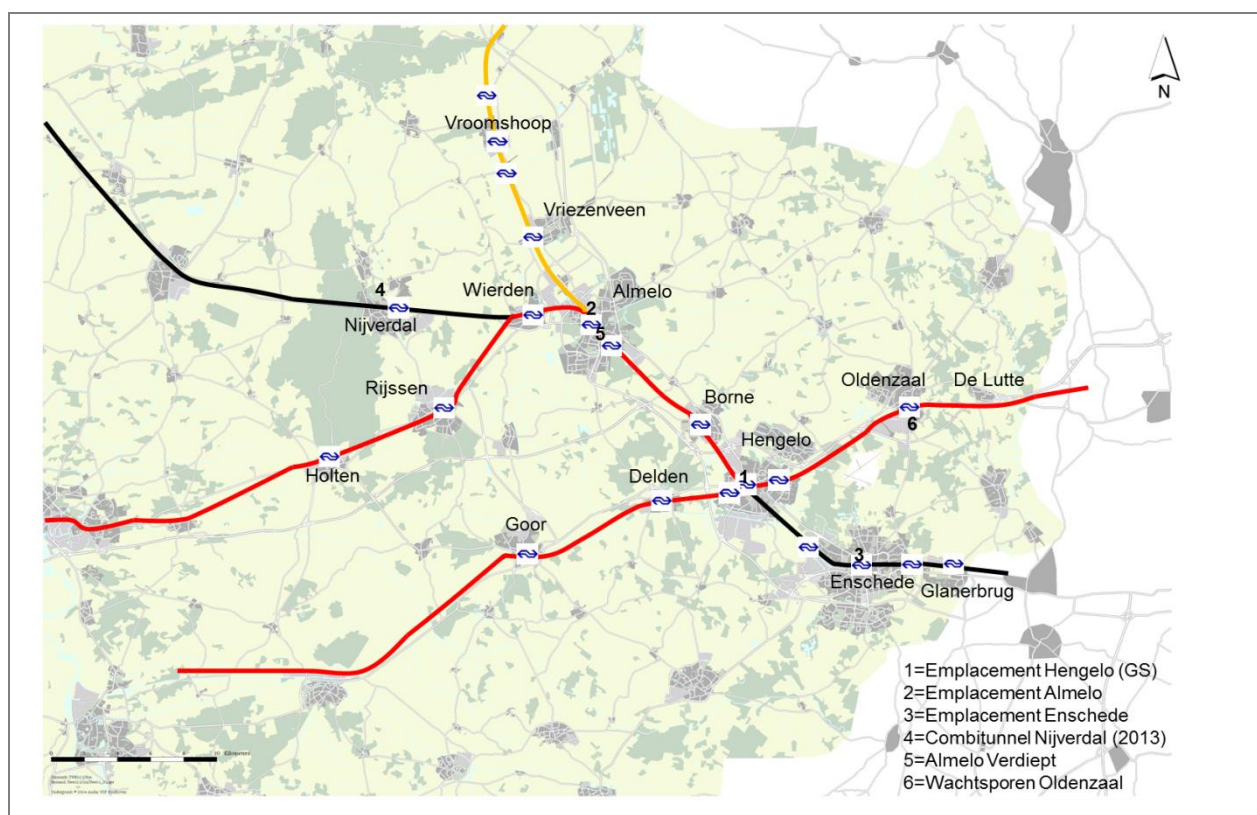 N
Vroomshoop
Vriezenveen
4
Nijverdal
Wierden
2
Almelo
5
Rijssen
Holten
Borne
Oldenzaal
De Lutte
6
Hengelo
1
Delden
Goor
3
Enschede
Glanerbrug
1=Emplacement Hengelo (GS)
2=Emplacement Almelo
3=Emplacement Enschede
4=Combitunnel Nijverdal (2013)
5=Almelo Verdiept
6=Wachtsporen Oldenzaal